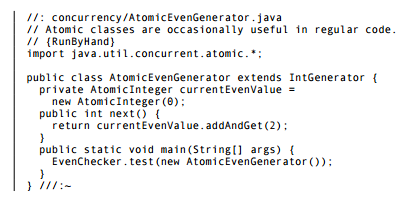 //: concurrency/AtomicEvenGenerator.java
// Atomic classes are occasionally useful in regular code.
// {RunByHand}
import java.util.concurrent.atomic.*;

public class AtomicEvenGenerator extends IntGenerator {
  private AtomicInteger currentEvenValue =
    new AtomicInteger(0);
  public int next() {
    return currentEvenValue.addAndGet(2);
  }
  public static void main(String[] args) {
    EvenChecker.test(new AtomicEvenGenerator());
  }
} ///:~